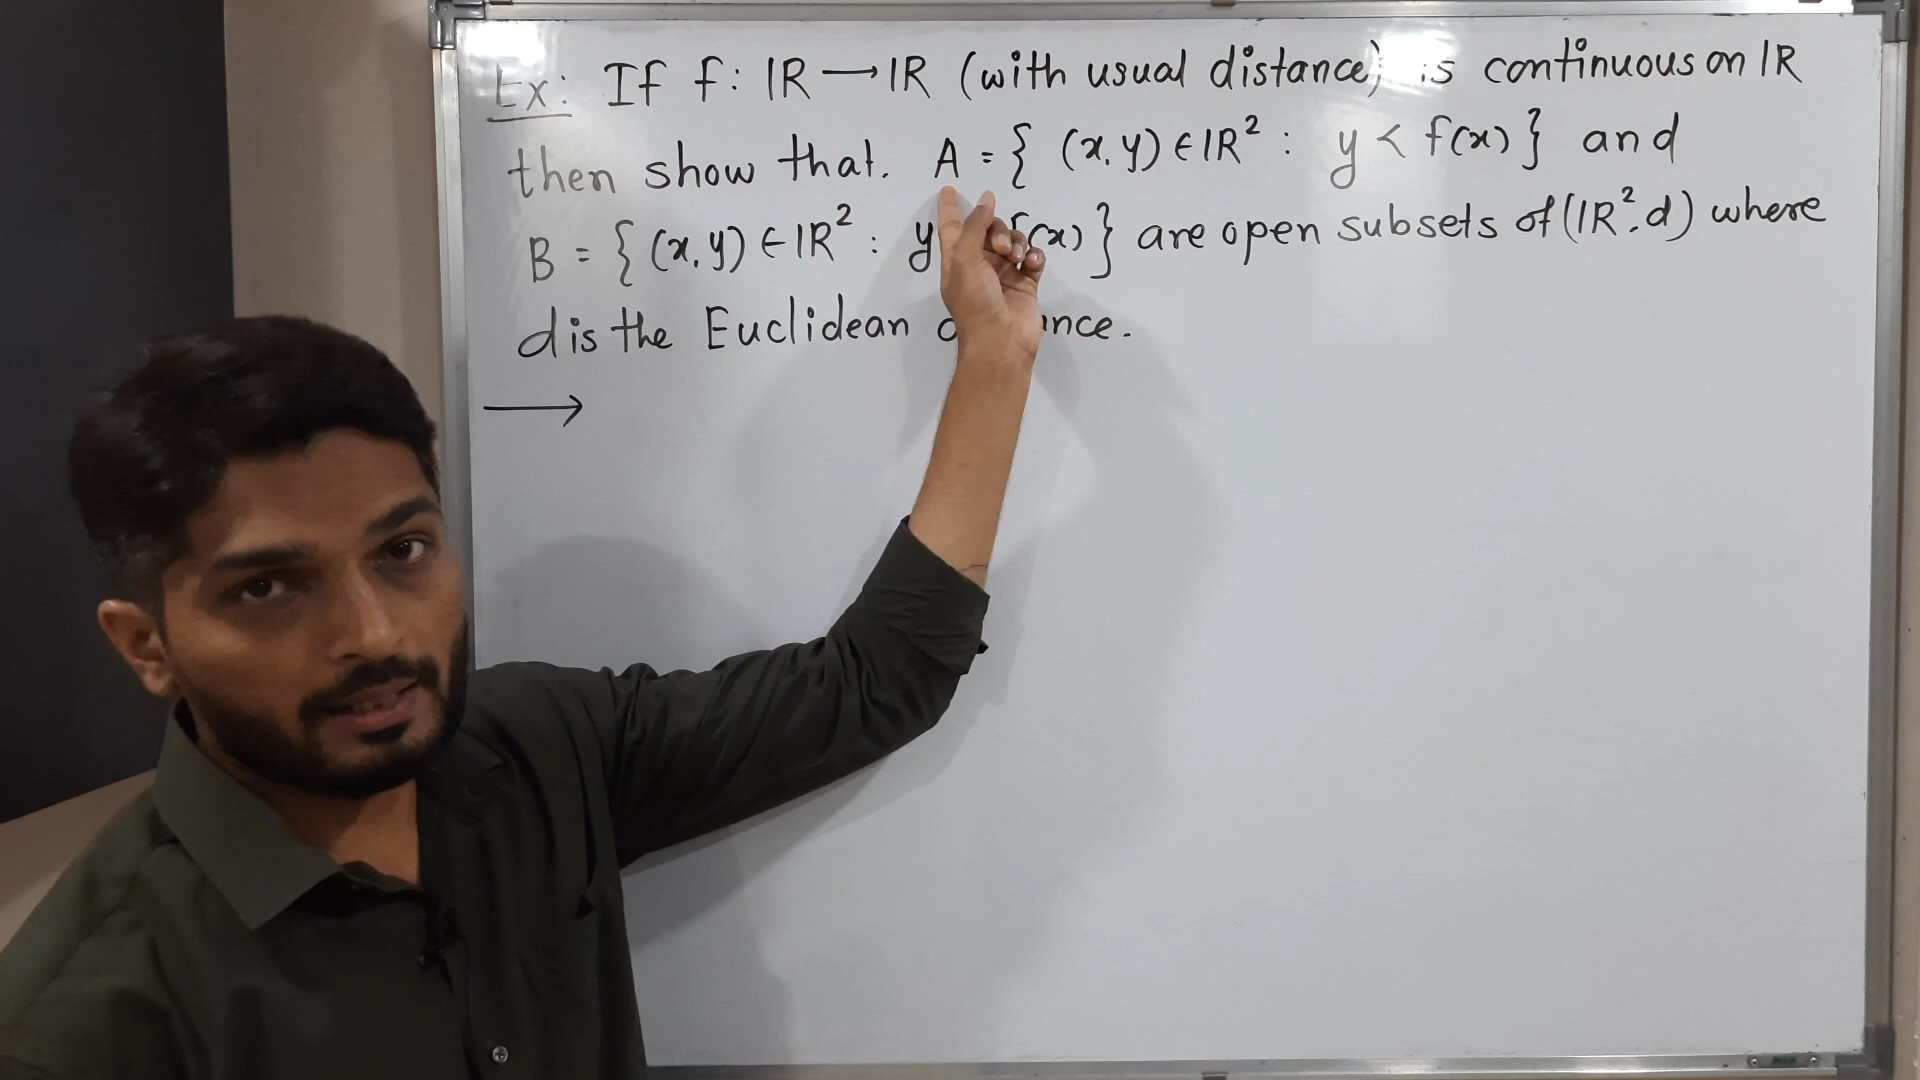 Ex: If f: IR → IR (with usual distance) is continuous on IR
then show that. A = { (x, y) ∈ IR² : y < f(x) } and
B = { (x, y) ∈ IR² : y (x) } are open subsets of (IR², d) where
d is the Euclidean
→